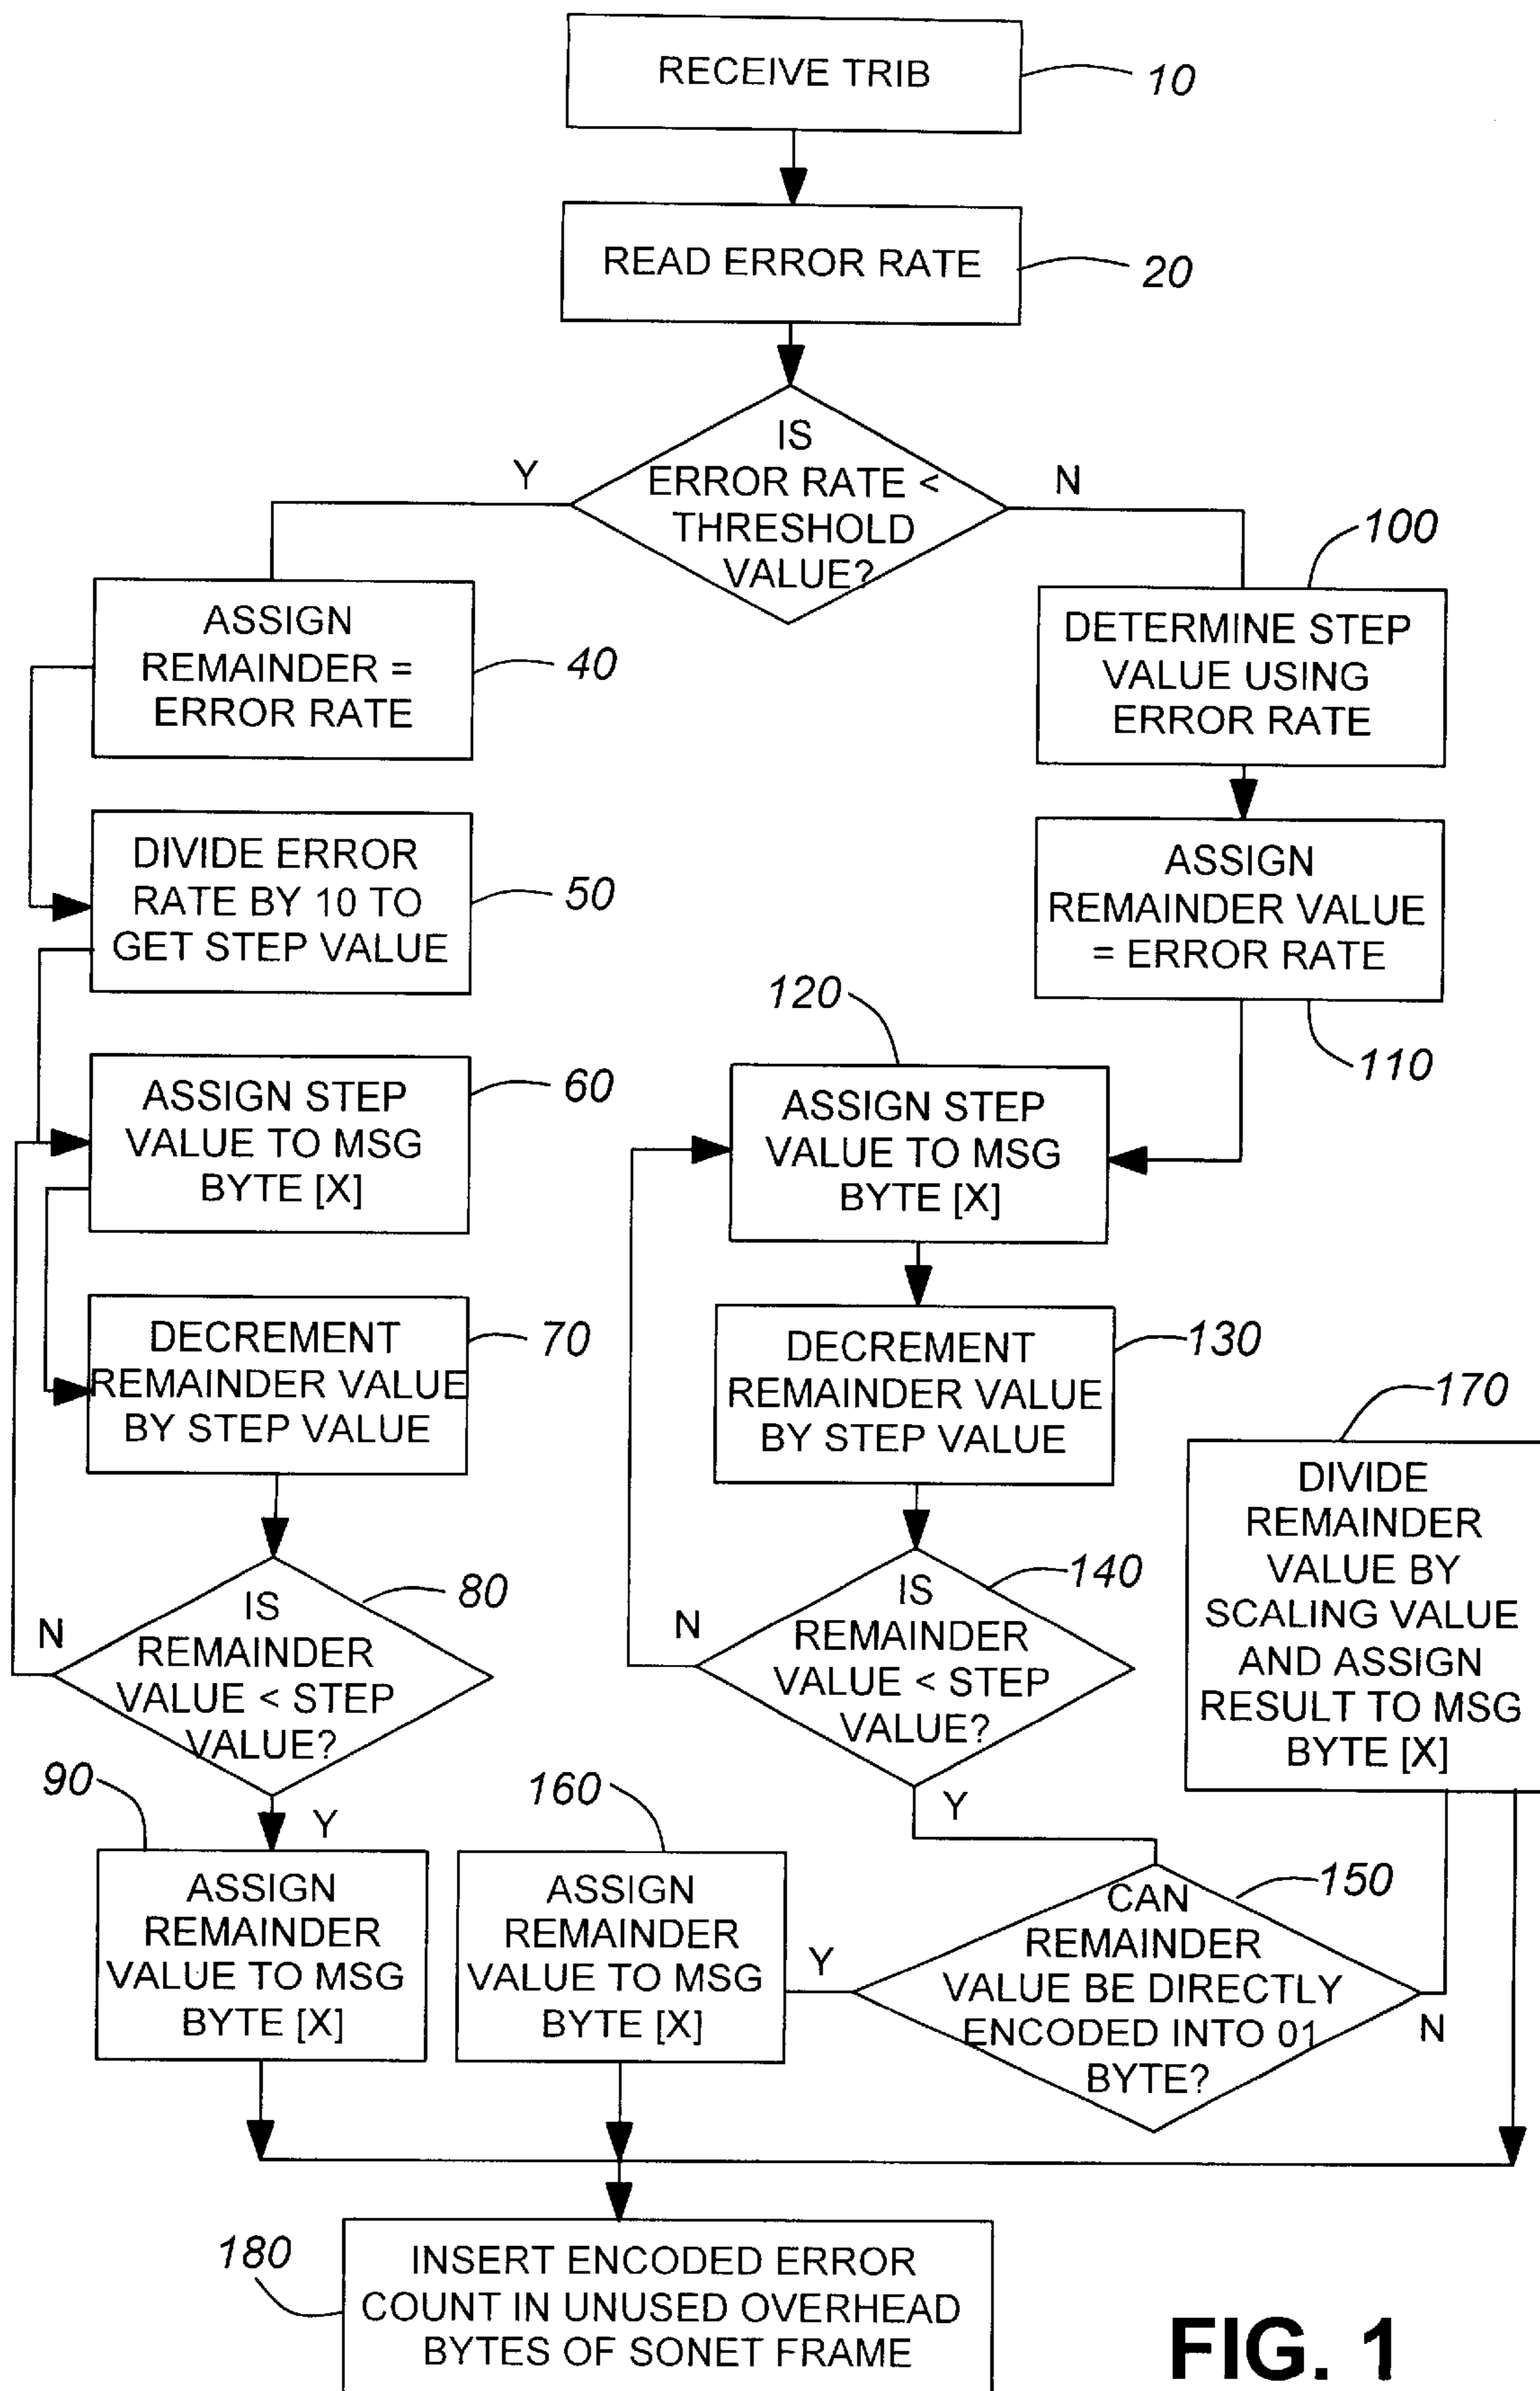 RECEIVE TRIB
10
READ ERROR RATE
20
IS
ERROR RATE <
THRESHOLD
VALUE?
Y
N
ASSIGN
REMAINDER =
ERROR RATE
40
DIVIDE ERROR
RATE BY 10 TO
GET STEP VALUE
50
ASSIGN STEP
VALUE TO MSG
BYTE [X]
60
DECREMENT
REMAINDER VALUE
BY STEP VALUE
70
IS
REMAINDER
VALUE < STEP
VALUE?
80
N
Y
90
ASSIGN
REMAINDER
VALUE TO MSG
BYTE [X]
100
DETERMINE STEP
VALUE USING
ERROR RATE
ASSIGN
REMAINDER VALUE
= ERROR RATE
110
120
ASSIGN STEP
VALUE TO MSG
BYTE [X]
DECREMENT
REMAINDER VALUE
BY STEP VALUE
130
IS
REMAINDER
VALUE < STEP
VALUE?
140
N
Y
CAN
REMAINDER
VALUE BE DIRECTLY
ENCODED INTO 01
BYTE?
150
Y
N
160
ASSIGN
REMAINDER
VALUE TO MSG
BYTE [X]
170
DIVIDE
REMAINDER
VALUE BY
SCALING VALUE
AND ASSIGN
RESULT TO MSG
BYTE [X]
180
INSERT ENCODED ERROR
COUNT IN UNUSED OVERHEAD
BYTES OF SONET FRAME
FIG. 1